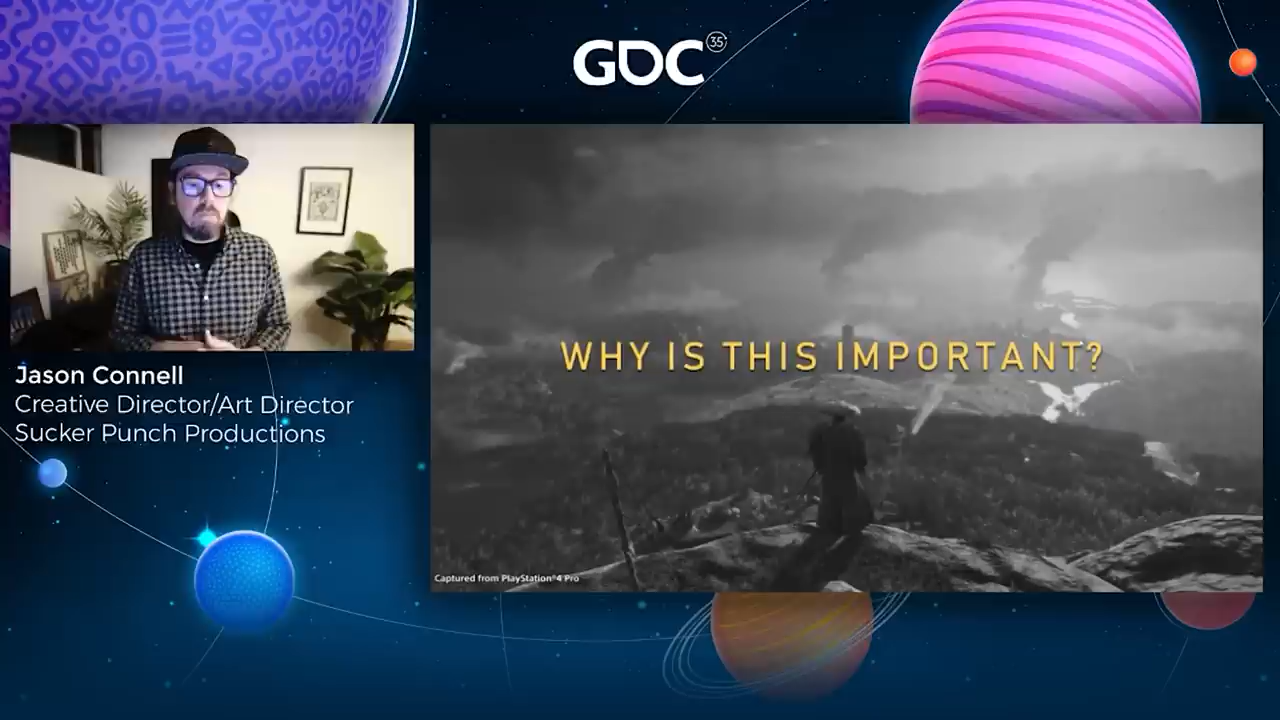 GDC 35
Jason Connell
Creative Director/Art Director
Sucker Punch Productions
WHY IS THIS IMPORTANT?
Captured from PlayStation®4 Pro